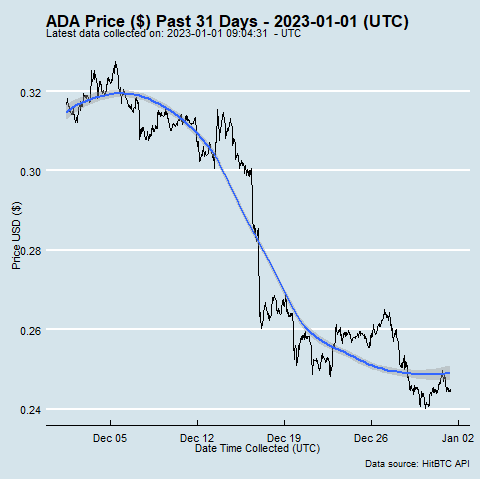 ADA Price ($) Past 31 Days - 2023-01-01 (UTC)
Latest data collected on: 2023-01-01 09:04:31 - UTC
0.32
0.30
0.28
0.26
0.24
Price USD ($)
Dec 05
Dec 12
Dec 19
Dec 26
Jan 02
Date Time Collected (UTC)
Data source: HitBTC API